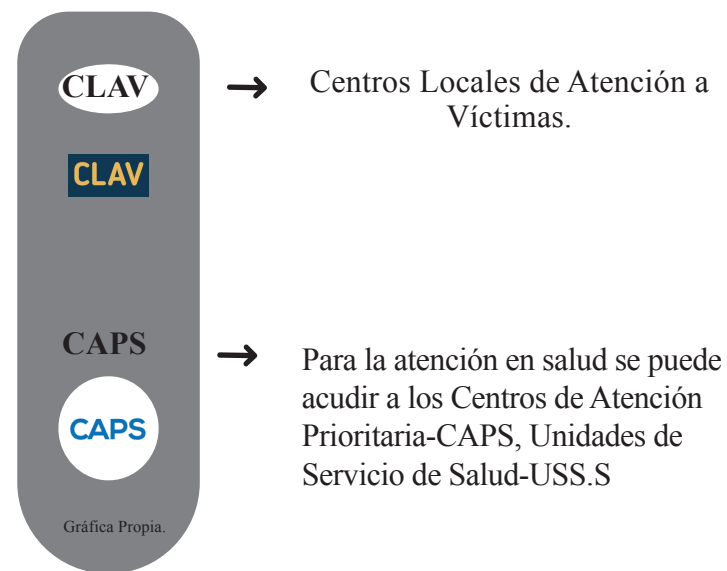 CLAV
Centros Locales de Atención a
Víctimas.
CLAV
CAPS
Para la atención en salud se puede
acudir a los Centros de Atención
Prioritaria-CAPS, Unidades de
Servicio de Salud-USS.S
CAPS
Gráfica Propia.